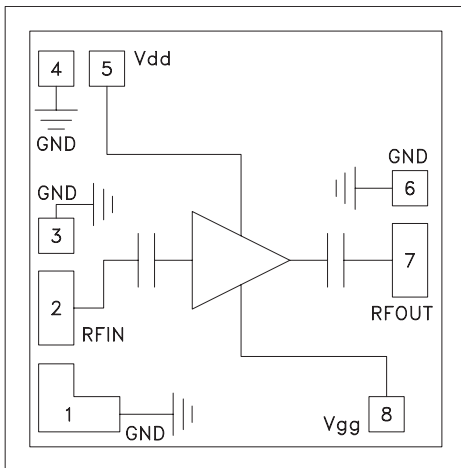 4 5 Vdd
GND
GND
GND 6
3
7
2
RFIN
RFOUT
1
GND
Vgg 8